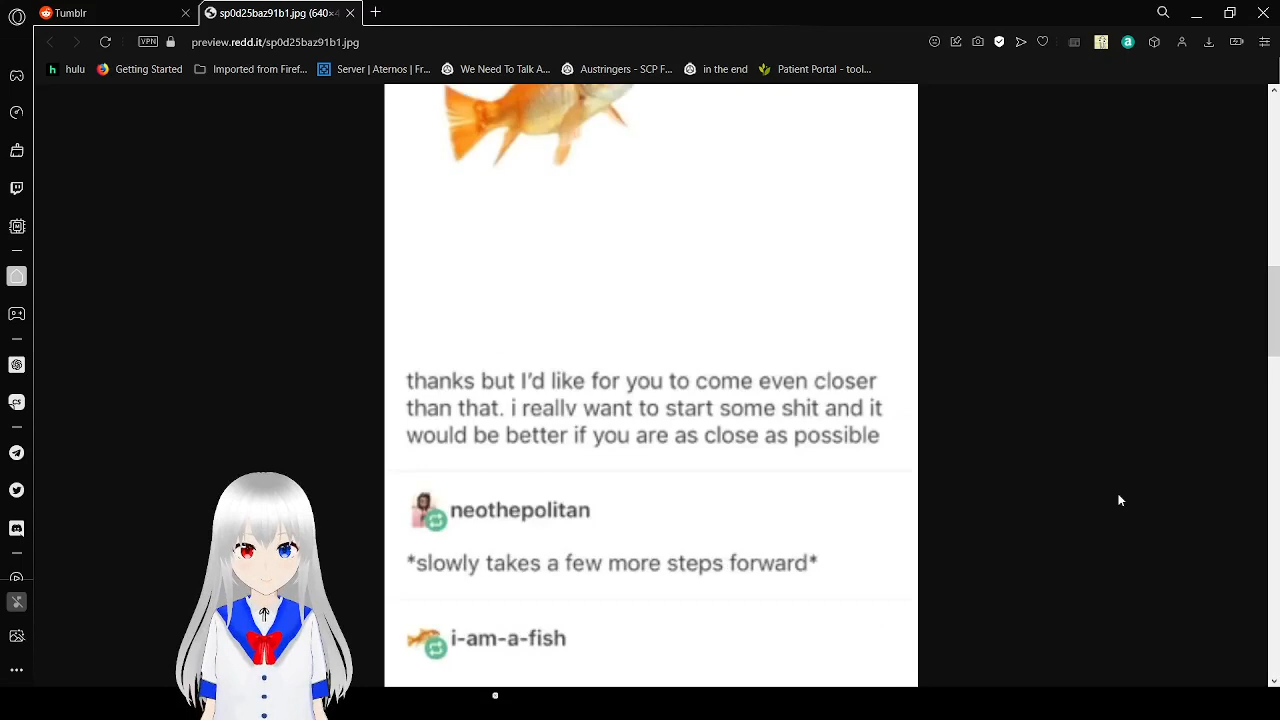 Tumblr
sp0d25baz91b1.jpg (640×4
VPN
preview.redd.it/sp0d25baz91b1.jpg
hulu
Getting Started
Imported from Firef...
Server | Aternos | Fr...
We Need To Talk A...
Austringers - SCP F...
in the end
Patient Portal - tool...
thanks but I'd like for you to come even closer
than that. i really want to start some shit and it
would be better if you are as close as possible
neothepolitan
*slowly takes a few more steps forward*
i-am-a-fish